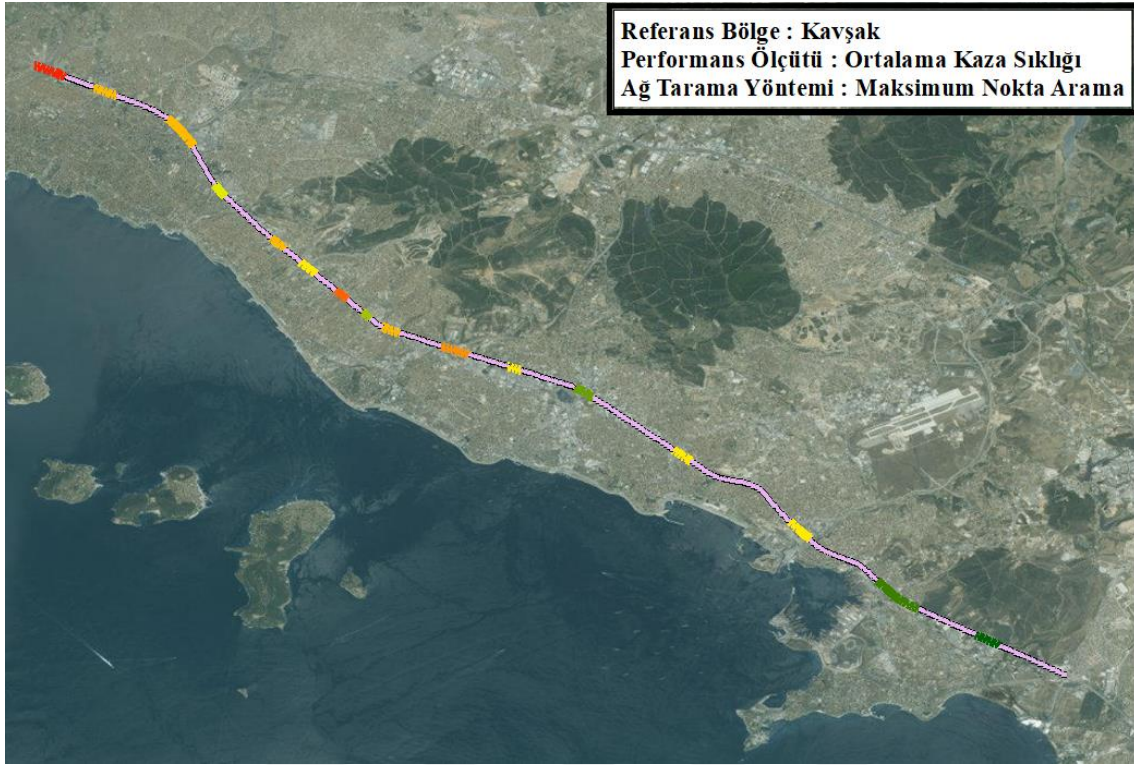 Referans Bölge : Kavşak
Performans Ölçütü : Ortalama Kaza Sıklığı
Ağ Tarama Yöntemi : Maksimum Nokta Arama